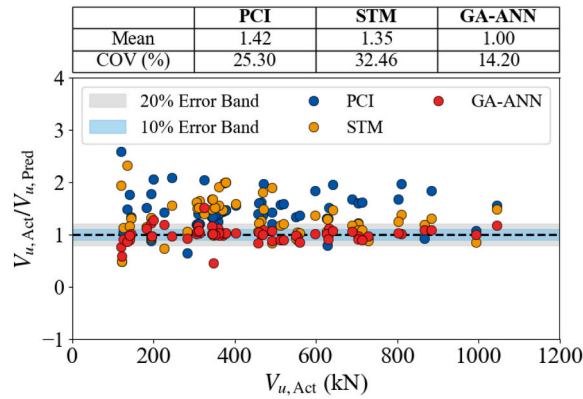 PCI STM GA-ANN
Mean 1.42 1.35 1.00
COV (%) 25.30 32.46 14.20
4
20% Error Band PCI GA-ANN
10% Error Band STM
3
2
1
0
−1
V_u,Act/V_u,Pred
0 200 400 600 800 1000 1200
V_u,Act (kN)